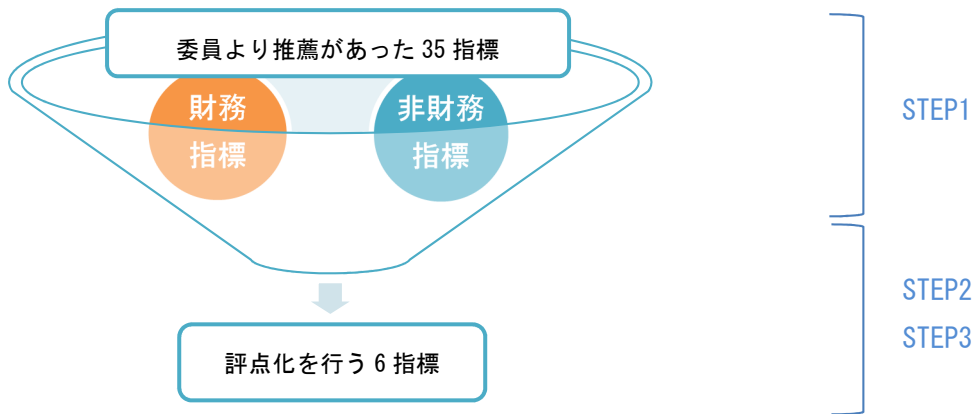 委員より推薦があった 35 指標
財務
指標
非財務
指標
STEP1
STEP2
STEP3
評点化を行う 6 指標